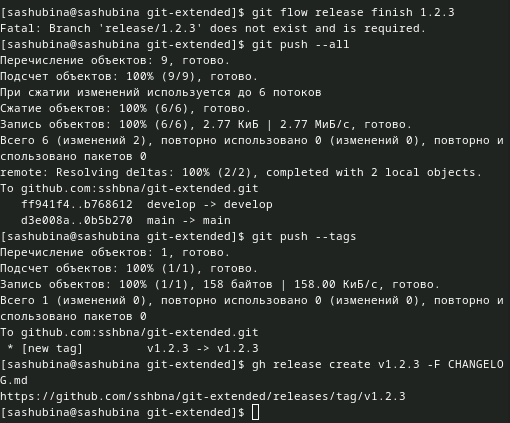 [sashubina@sashubina git-extended]$ git flow release finish 1.2.3
Fatal: Branch 'release/1.2.3' does not exist and is required.
[sashubina@sashubina git-extended]$ git push --all
Перечисление объектов: 9, готово.
Подсчет объектов: 100% (9/9), готово.
При сжатии изменений используется до 6 потоков
Сжатие объектов: 100% (6/6), готово.
Запись объектов: 100% (6/6), 2.77 КиБ | 2.77 МиБ/с, готово.
Всего 6 (изменений 2), повторно использовано 0 (изменений 0), повторно и
спользовано пакетов 0
remote: Resolving deltas: 100% (2/2), completed with 2 local objects.
To github.com:sshbna/git-extended.git
   ff941f4..b768612  develop -> develop
   d3e008a..0b5b270  main -> main
[sashubina@sashubina git-extended]$ git push --tags
Перечисление объектов: 1, готово.
Подсчет объектов: 100% (1/1), готово.
Запись объектов: 100% (1/1), 158 байтов | 158.00 КиБ/с, готово.
Всего 1 (изменений 0), повторно использовано 0 (изменений 0), повторно и
спользовано пакетов 0
To github.com:sshbna/git-extended.git
 * [new tag]         v1.2.3 -> v1.2.3
[sashubina@sashubina git-extended]$ gh release create v1.2.3 -F CHANGELO
G.md
https://github.com/sshbna/git-extended/releases/tag/v1.2.3
[sashubina@sashubina git-extended]$